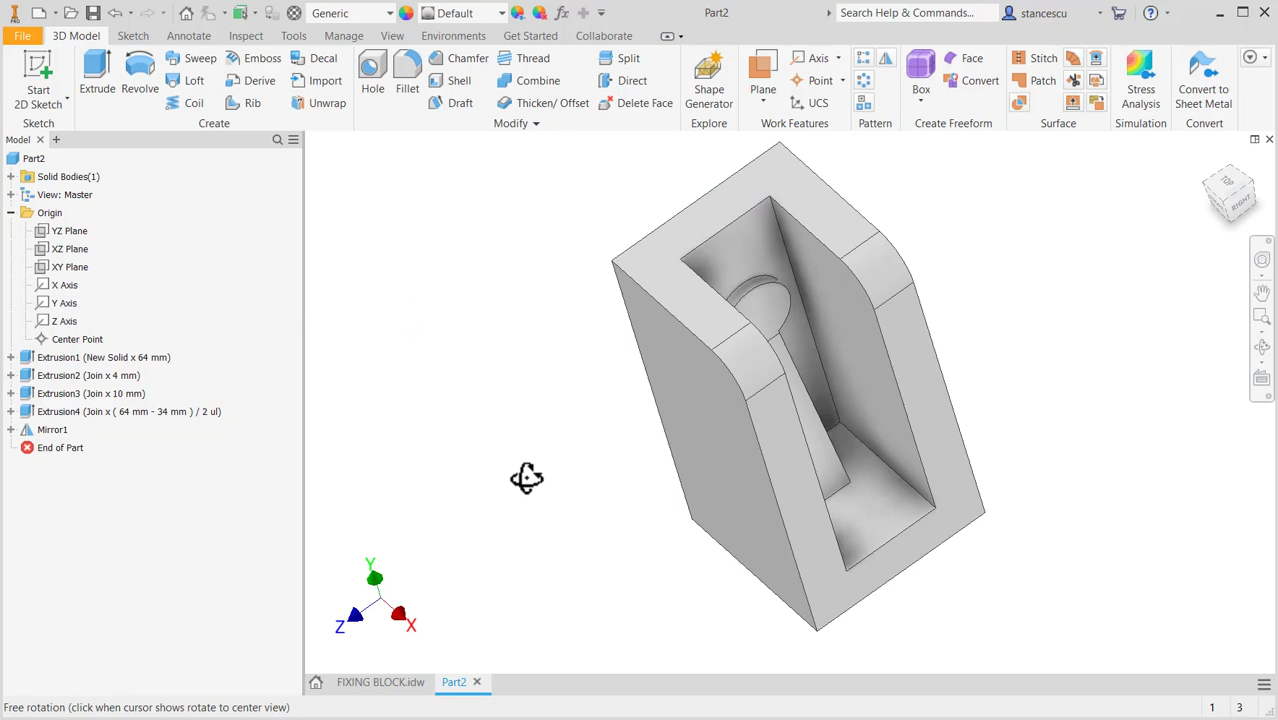 PRO
Generic
Default
Part2
Search Help & Commands...
stancescu
File
3D Model
Sketch
Annotate
Inspect
Tools
Manage
View
Environments
Get Started
Collaborate
Start
2D Sketch
Extrude
Revolve
Sweep
Loft
Coil
Emboss
Derive
Rib
Decal
Import
Unwrap
Hole
Fillet
Chamfer
Shell
Draft
Thread
Combine
Thicken/ Offset
Split
Direct
Delete Face
Shape
Generator
Plane
Axis
Point
UCS
Box
Face
Convert
Stitch
Patch
Stress
Analysis
Convert to
Sheet Metal
Sketch
Create
Modify
Explore
Work Features
Pattern
Create Freeform
Surface
Simulation
Convert
Model
Part2
Solid Bodies(1)
View: Master
Origin
YZ Plane
XZ Plane
XY Plane
X Axis
Y Axis
Z Axis
Center Point
Extrusion1 (New Solid x 64 mm)
Extrusion2 (Join x 4 mm)
Extrusion3 (Join x 10 mm)
Extrusion4 (Join x ( 64 mm - 34 mm ) / 2 ul)
Mirror1
End of Part
TOP
RIGHT
Y
Z
X
FIXING BLOCK.idw
Part2
Free rotation (click when cursor shows rotate to center view)
1
3